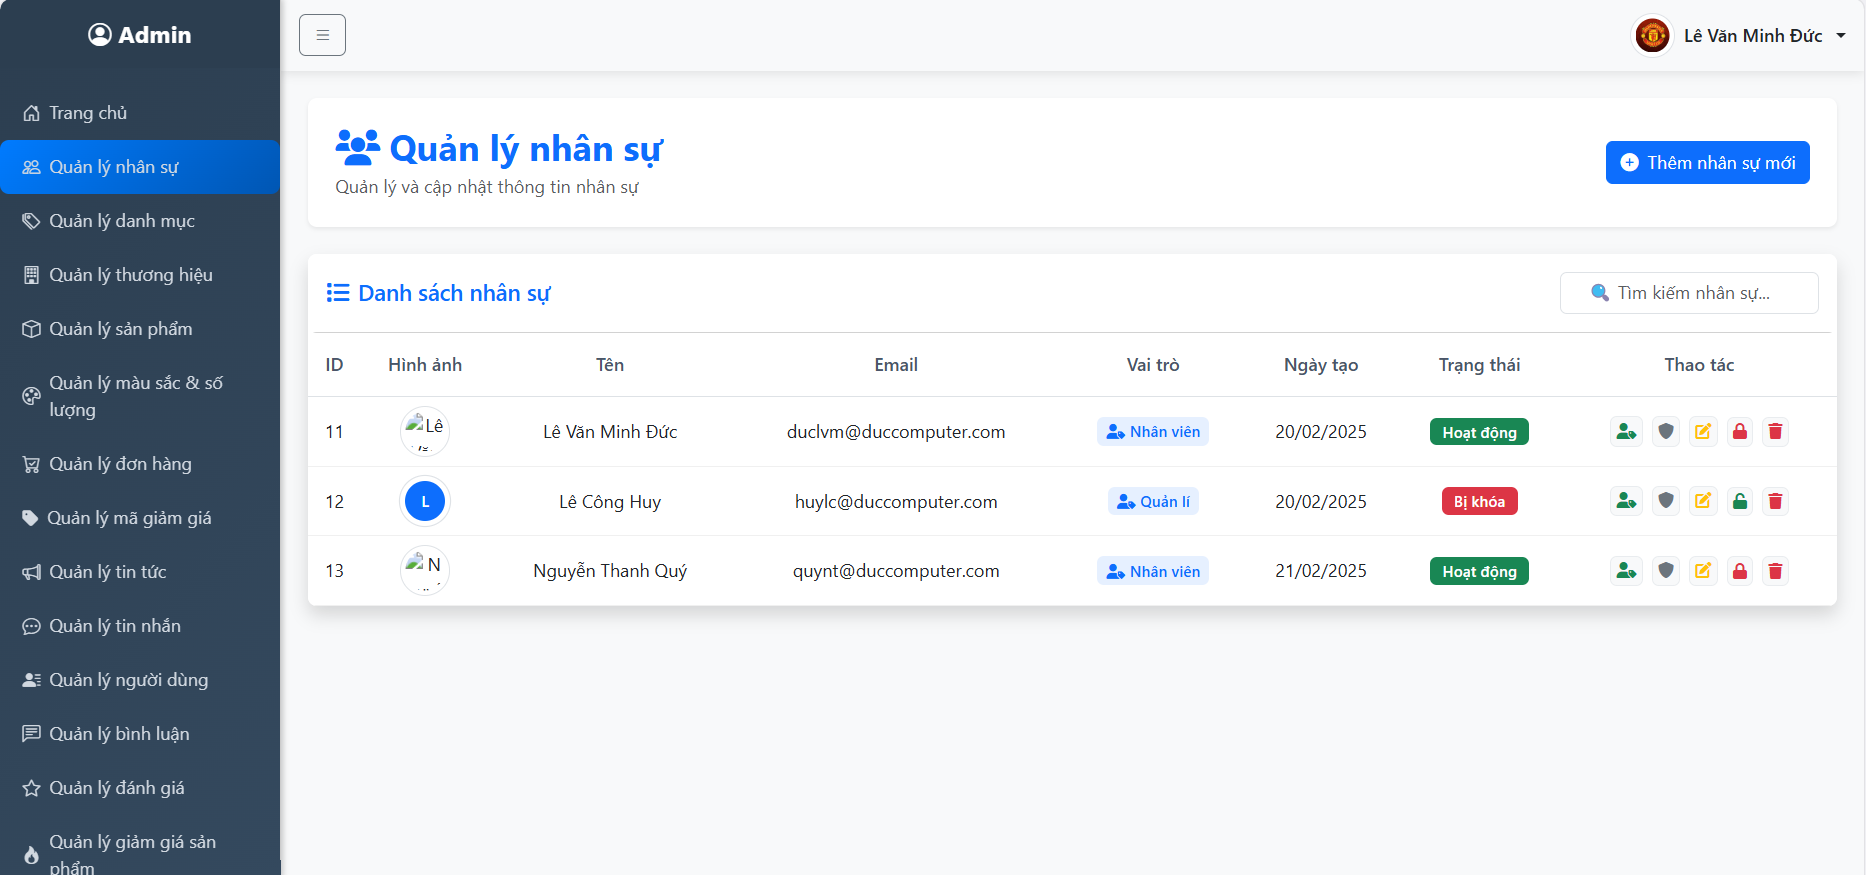 Admin
Trang chủ
Quản lý nhân sự
Quản lý danh mục
Quản lý thương hiệu
Quản lý sản phẩm
Quản lý màu sắc & số
lượng
Quản lý đơn hàng
Quản lý mã giảm giá
Quản lý tin tức
Quản lý tin nhắn
Quản lý người dùng
Quản lý bình luận
Quản lý đánh giá
Quản lý giảm giá sản
phẩm
Lê Văn Minh Đức
Quản lý nhân sự
Quản lý và cập nhật thông tin nhân sự
Thêm nhân sự mới
Danh sách nhân sự
Tìm kiếm nhân sự...
ID Hình ảnh Tên Email Vai trò Ngày tạo Trạng thái Thao tác
11 Lê Lê Văn Minh Đức duclvm@duccomputer.com Nhân viên 20/02/2025 Hoạt động
12 L Lê Công Huy huylc@duccomputer.com Quản lí 20/02/2025 Bị khóa
13 N Nguyễn Thanh Quý quynt@duccomputer.com Nhân viên 21/02/2025 Hoạt động